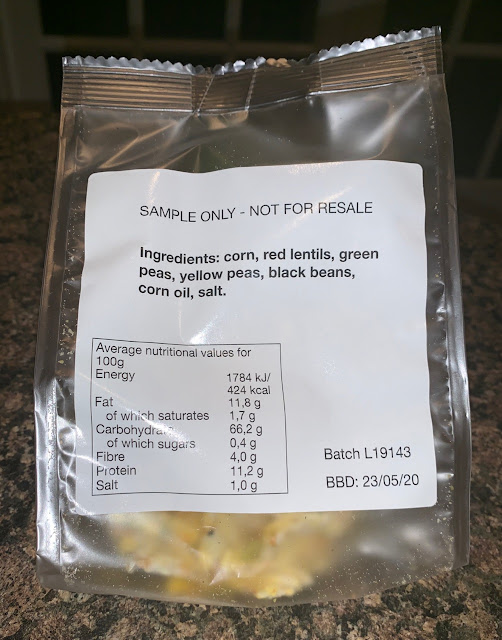 SAMPLE ONLY - NOT FOR RESALE
Ingredients: corn, red lentils, green
peas, yellow peas, black beans,
corn oil, salt.
Average nutritional values for
100g
Energy 1784 kJ/
424 kcal
Fat 11,8 g
of which saturates 1,7 g
Carbohydrate 66,2 g
of which sugars 0,4 g
Fibre 4,0 g
Protein 11,2 g
Salt 1,0 g
Batch L19143
BBD: 23/05/20